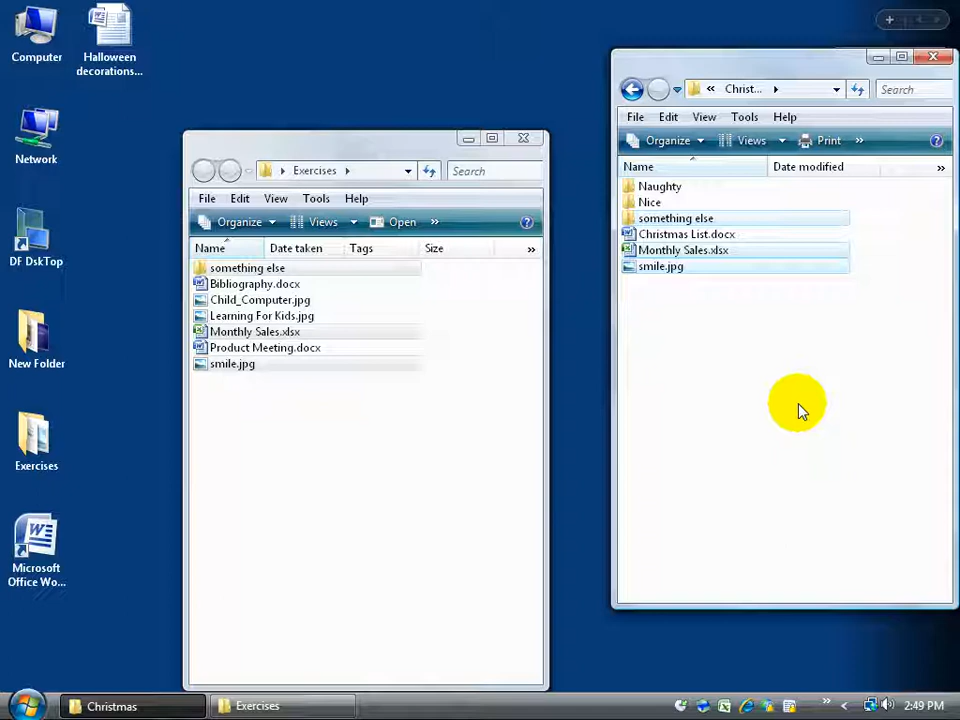 Computer
Halloween
decorations...
Network
DF DskTop
New Folder
Exercises
Microsoft
Office Wo...
Exercises
Search
File Edit View Tools Help
Organize Views Open »
Name Date taken Tags Size »
something else
Bibliography.docx
Child_Computer.jpg
Learning For Kids.jpg
Monthly Sales.xlsx
Product Meeting.docx
smile.jpg
« Christ...
Search
File Edit View Tools Help
Organize Views Print »
Name Date modified »
Naughty
Nice
something else
Christmas List.docx
Monthly Sales.xlsx
smile.jpg
Christmas
Exercises
2:49 PM